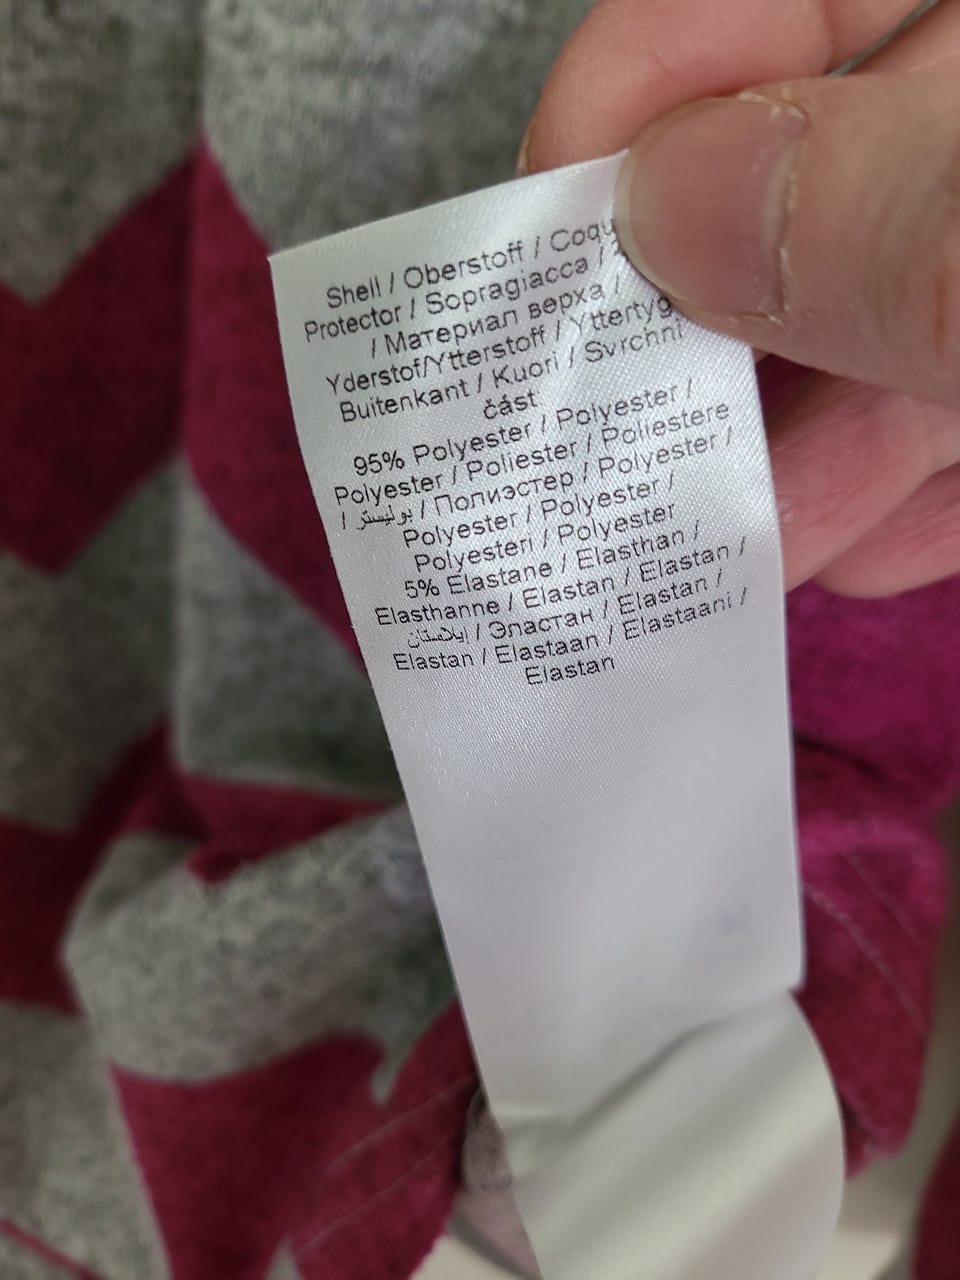 Shell / Oberstoff / Coqu
Protector / Sopragiacca /
/ Материал верха /
Yderstof/Ytterstoff / Yttertyg
Buitenkant / Kuori / Svrchní
část
95% Polyester / Polyester /
Polyester / Poliester / Poliestere
/ بوليستر / Полиэстер / Polyester /
Polyester / Polyester /
Polyesteri / Polyester
5% Elastane / Elasthan /
Elasthanne / Elastan / Elastan /
ايلاستان / Эластан / Elastan /
Elastan / Elastaan / Elastaani /
Elastan